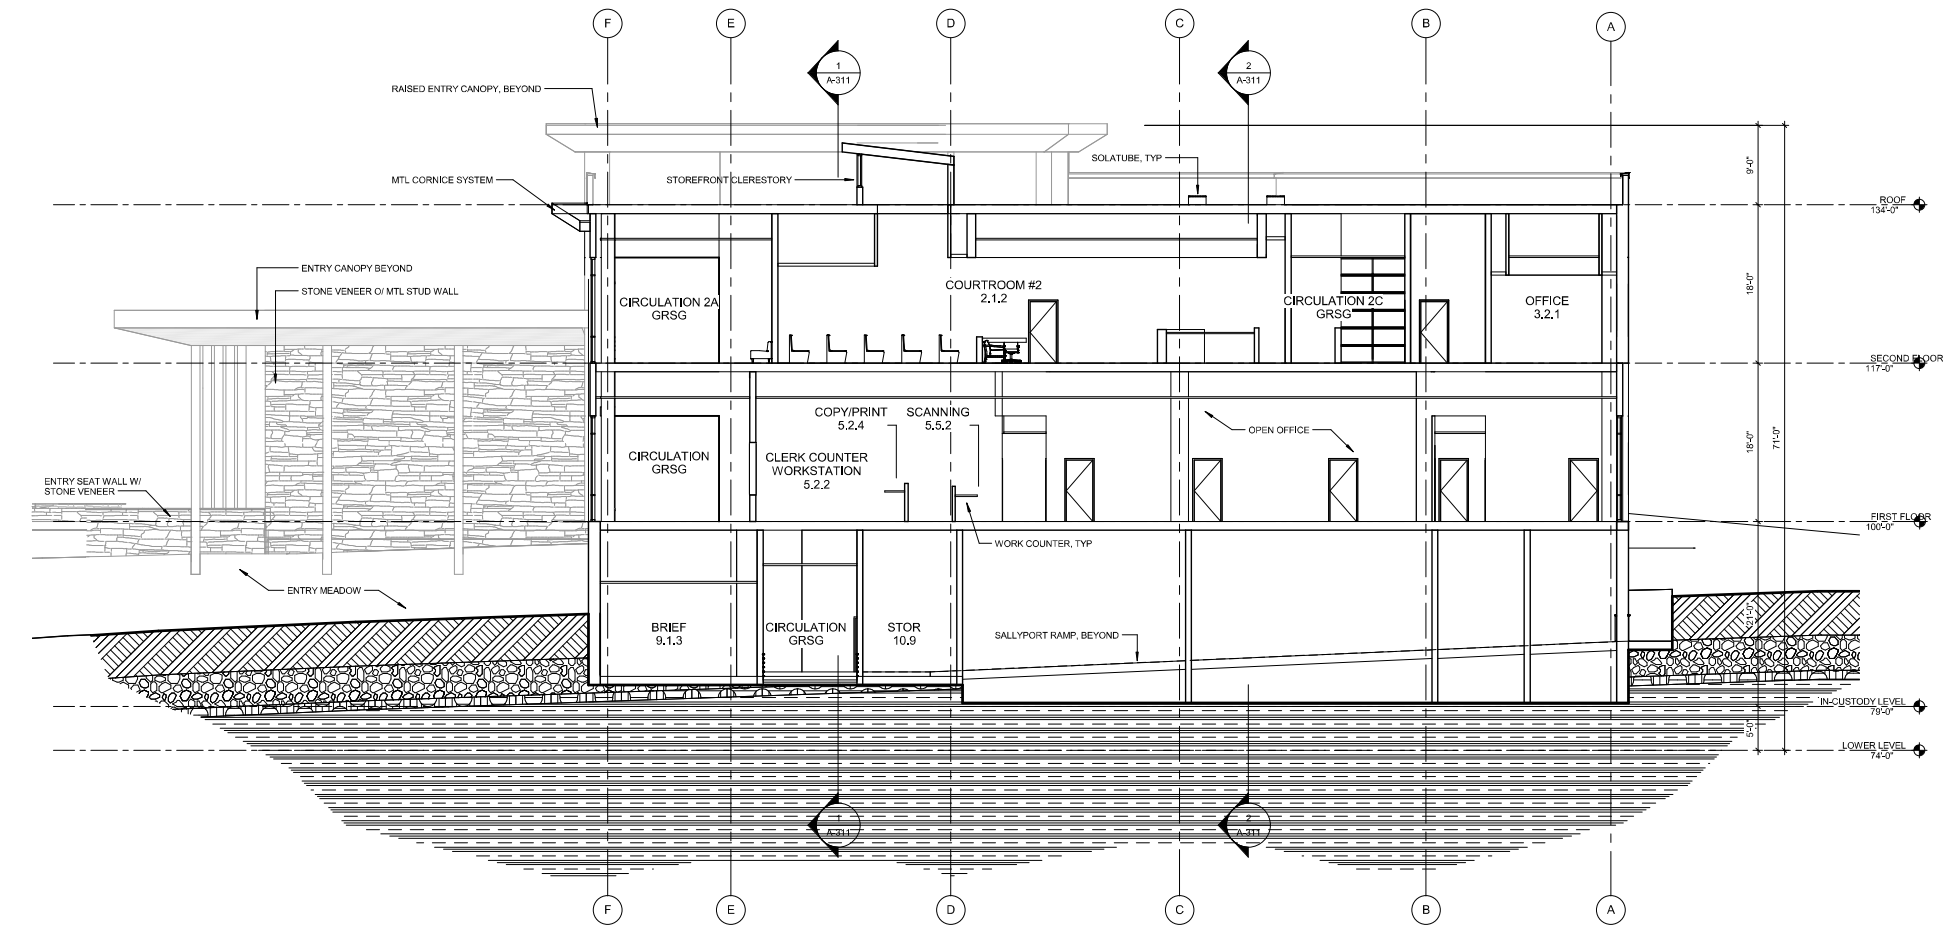 F
E
D
C
B
A
1
A-311
2
A-311
RAISED ENTRY CANOPY, BEYOND
SOLATUBE, TYP
MTL CORNICE SYSTEM
STOREFRONT CLERESTORY
9'-0"
ROOF
134'-0"
ENTRY CANOPY BEYOND
STONE VENEER O/ MTL STUD WALL
COURTROOM #2
2.1.2
CIRCULATION 2A
GRSG
CIRCULATION 2C
GRSG
OFFICE
3.2.1
18'-0"
SECOND FLOOR
117'-0"
COPY/PRINT
5.2.4
SCANNING
5.5.2
OPEN OFFICE
CIRCULATION
GRSG
CLERK COUNTER
WORKSTATION
5.2.2
18'-0"
71'-0"
ENTRY SEAT WALL W/
STONE VENEER
FIRST FLOOR
100'-0"
WORK COUNTER, TYP
ENTRY MEADOW
BRIEF
9.1.3
CIRCULATION
GRSG
STOR
10.9
SALLYPORT RAMP, BEYOND
21'-0"
IN-CUSTODY LEVEL
79'-0"
5'-0"
LOWER LEVEL
74'-0"
1
A-311
2
A-311
F
E
D
C
B
A